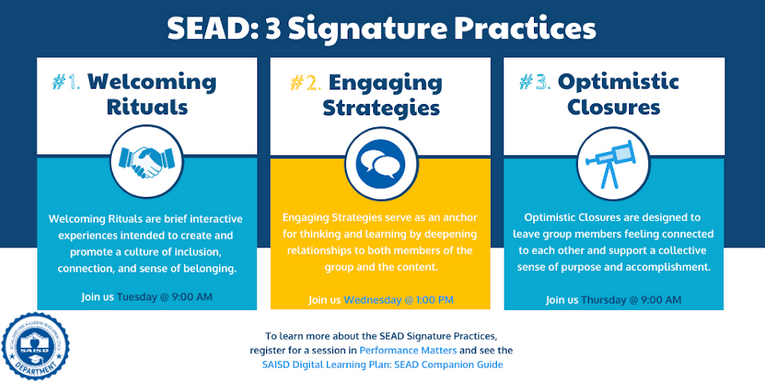 SEAD: 3 Signature Practices
#1. Welcoming
Rituals
Welcoming Rituals are brief interactive
experiences intended to create and
promote a culture of inclusion,
connection, and sense of belonging.
Join us Tuesday @ 9:00 AM
#2. Engaging
Strategies
Engaging Strategies serve as an anchor
for thinking and learning by deepening
relationships to both members of the
group and the content.
Join us Wednesday @ 1:00 PM
#3. Optimistic
Closures
Optimistic Closures are designed to
leave group members feeling connected
to each other and support a collective
sense of purpose and accomplishment.
Join us Thursday @ 9:00 AM
SAISD
DEPARTMENT
To learn more about the SEAD Signature Practices,
register for a session in Performance Matters and see the
SAISD Digital Learning Plan: SEAD Companion Guide